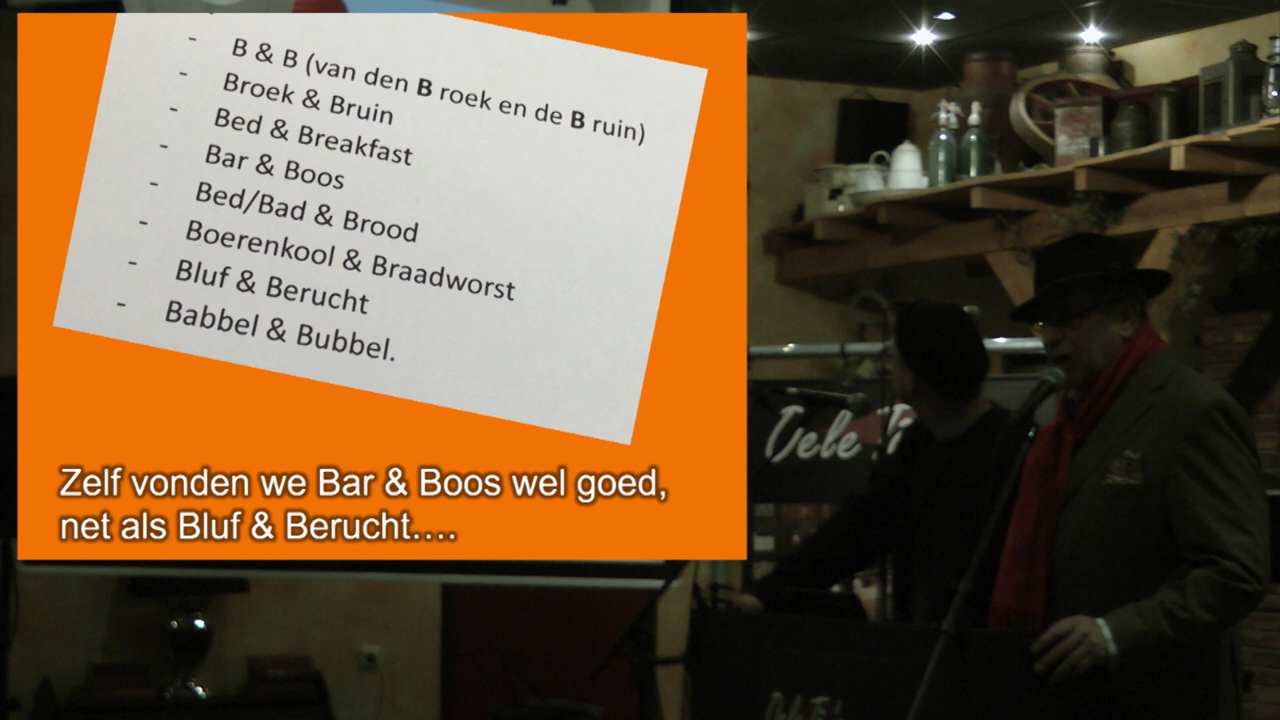 - B & B (van den B roek en de B ruin)
- Broek & Bruin
- Bed & Breakfast
- Bar & Boos
- Bed/Bad & Brood
- Boerenkool & Braadworst
- Bluf & Berucht
- Babbel & Bubbel.
Zelf vonden we Bar & Boos wel goed,
net als Bluf & Berucht....